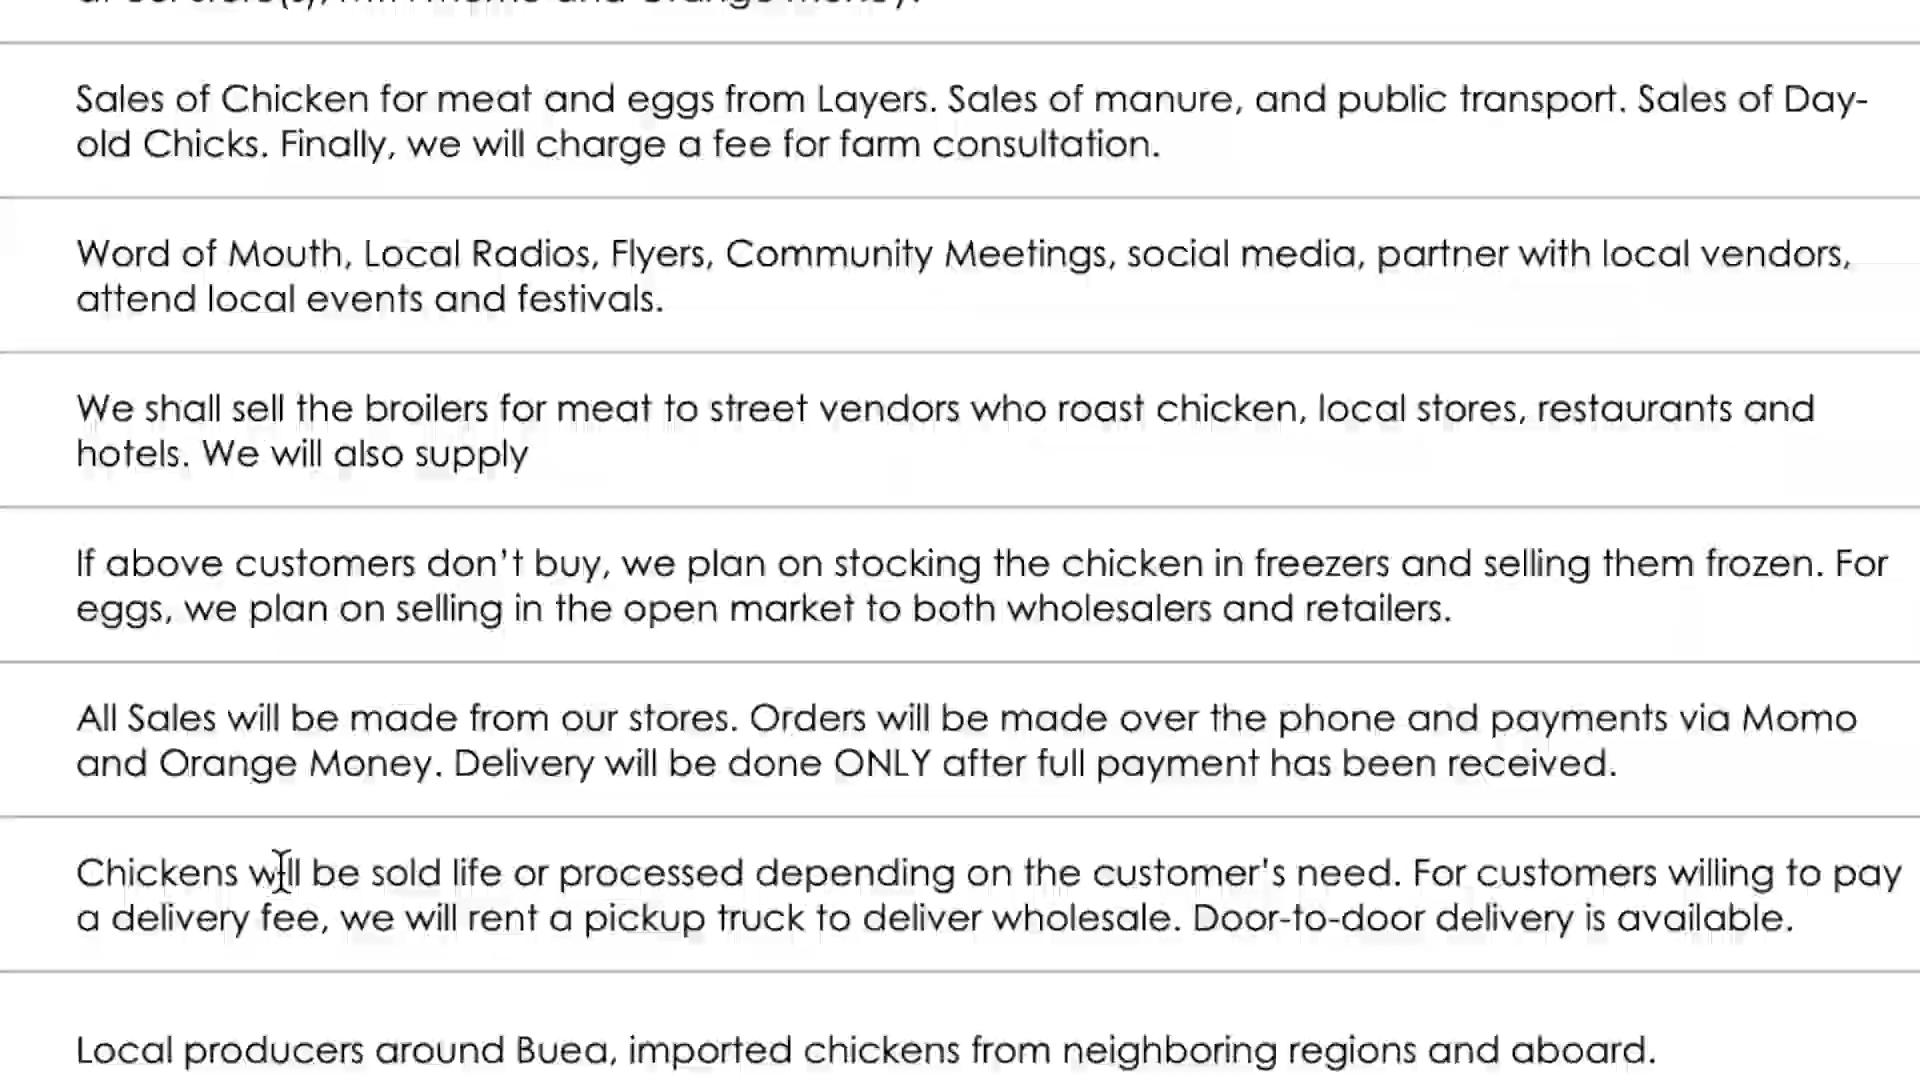 Sales of Chicken for meat and eggs from Layers. Sales of manure, and public transport. Sales of Day-
old Chicks. Finally, we will charge a fee for farm consultation.
Word of Mouth, Local Radios, Flyers, Community Meetings, social media, partner with local vendors,
attend local events and festivals.
We shall sell the broilers for meat to street vendors who roast chicken, local stores, restaurants and
hotels. We will also supply
If above customers don't buy, we plan on stocking the chicken in freezers and selling them frozen. For
eggs, we plan on selling in the open market to both wholesalers and retailers.
All Sales will be made from our stores. Orders will be made over the phone and payments via Momo
and Orange Money. Delivery will be done ONLY after full payment has been received.
Chickens will be sold life or processed depending on the customer's need. For customers willing to pay
a delivery fee, we will rent a pickup truck to deliver wholesale. Door-to-door delivery is available.
Local producers around Buea, imported chickens from neighboring regions and aboard.